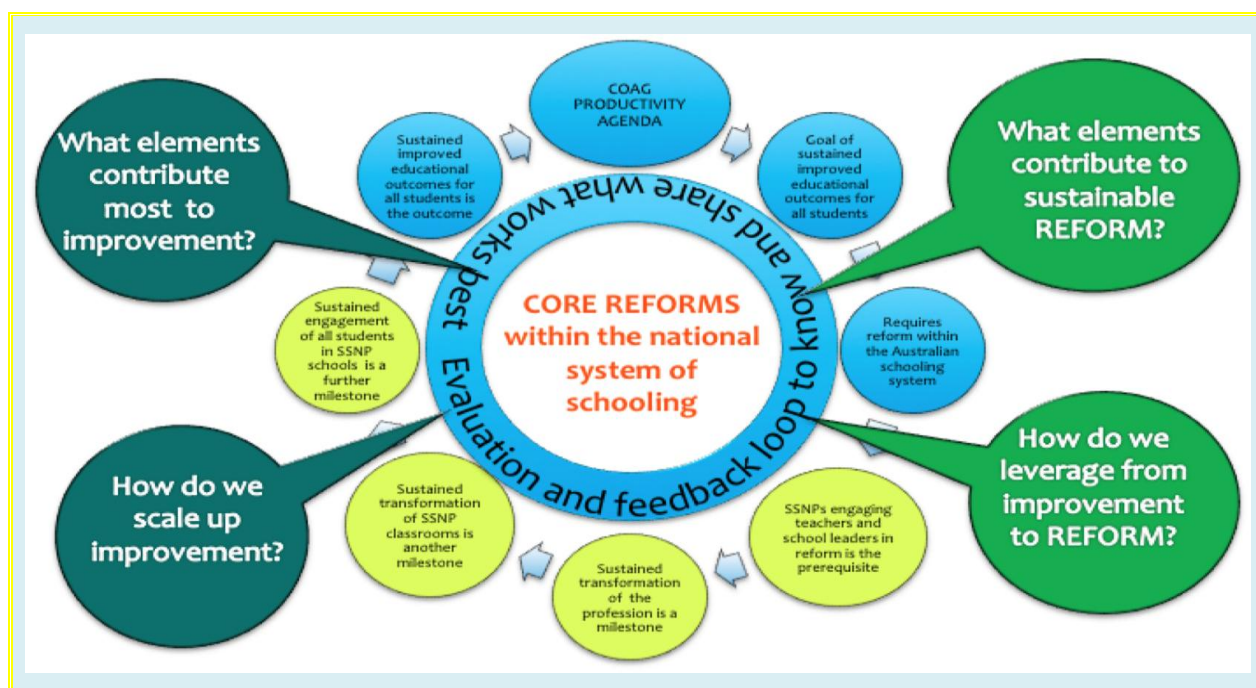 COAG
PRODUCTIVITY
AGENDA
Goal of
sustained
improved
educational
outcomes for
all students
Requires
reform within
the Australian
schooling
system
SSNPs engaging
teachers and
school leaders in
reform is the
prerequisite
Sustained
transformation
of the
profession is a
milestone
Sustained
transformation
of SSNP
classrooms is
another
milestone
Sustained
engagement
of all students
in SSNP
schools is a
further
milestone
Sustained
improved
educational
outcomes for
all students is
the outcome
What elements
contribute
most to
improvement?
What elements
contribute to
sustainable
REFORM?
How do we
scale up
improvement?
How do we
leverage from
improvement
to REFORM?
Evaluation and feedback loop to know and share what works best
CORE REFORMS
within the national
system of
schooling